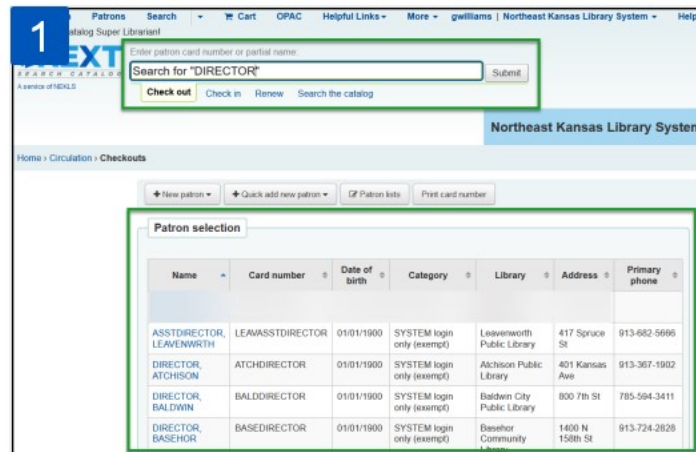 1
Patrons Search Cart OPAC Helpful Links More gwilliams | Northeast Kansas Library System Help
atalog Super Librarian!
EXT
SEARCH CATALOG
A service of NEKLS
Enter patron card number or partial name:
Search for "DIRECTOR"
Submit
Check out Check in Renew Search the catalog
Northeast Kansas Library System
Home › Circulation › Checkouts
+ New patron + Quick add new patron Patron lists Print card number
Patron selection
Name Card number Date of birth Category Library Address Primary phone
ASSTDIRECTOR, LEAVENWRTH LEAVASSTDIRECTOR 01/01/1900 SYSTEM login only (exempt) Leavenworth Public Library 417 Spruce St 913-682-5666
DIRECTOR, ATCHISON ATCHDIRECTOR 01/01/1900 SYSTEM login only (exempt) Atchison Public Library 401 Kansas Ave 913-367-1902
DIRECTOR, BALDWIN BALDDIRECTOR 01/01/1900 SYSTEM login only (exempt) Baldwin City Public Library 800 7th St 785-594-3411
DIRECTOR, BASEHOR BASEDIRECTOR 01/01/1900 SYSTEM login only (exempt) Basehor Community Library 1400 N 158th St 913-724-2828